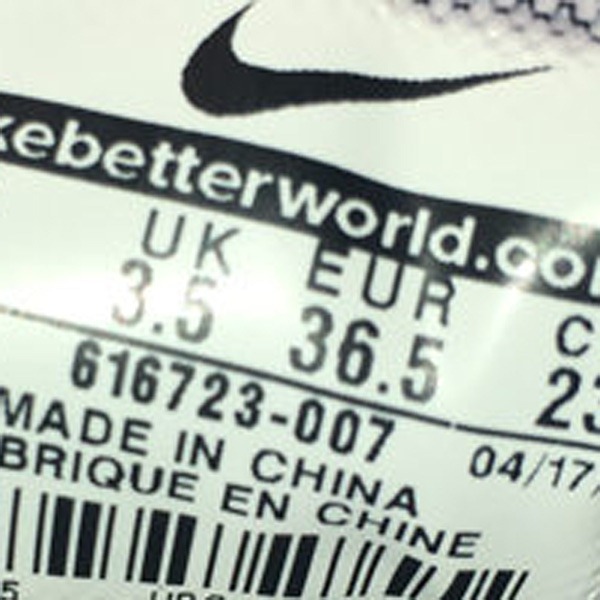 kebetterworld.co
UK EUR C
3.5 36.5 23
616723-007 04/17/
MADE IN CHINA
BRIQUE EN CHINE